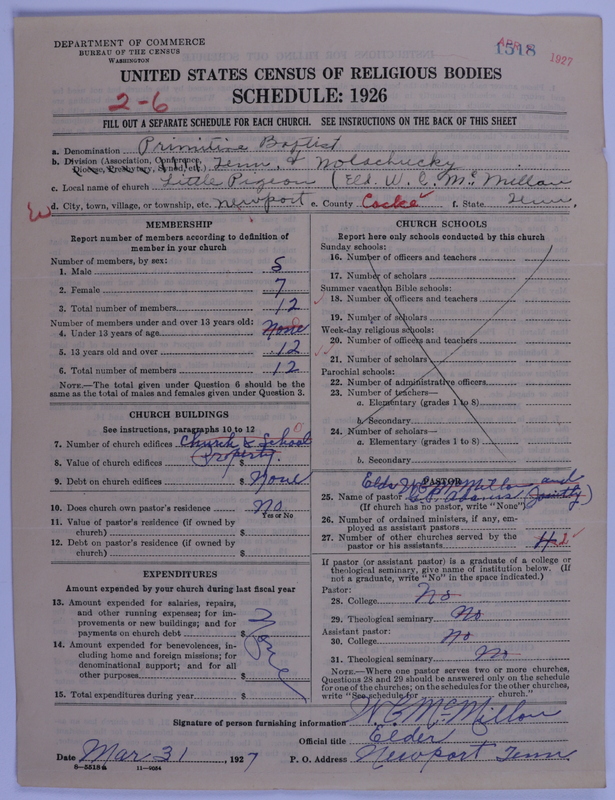 DEPARTMENT OF COMMERCE
BUREAU OF THE CENSUS
WASHINGTON
APR
1518
1927
UNITED STATES CENSUS OF RELIGIOUS BODIES
SCHEDULE: 1926
2-6
FILL OUT A SEPARATE SCHEDULE FOR EACH CHURCH. SEE INSTRUCTIONS ON THE BACK OF THIS SHEET
a. Denomination Primitive Baptist
b. Division (Association, Conference, Diocese, Presbytery, Synod, etc.) Tenn. & Nolachucky
c. Local name of church Little Pigeon (Eld. W. C. McMillon
d. City, town, village, or township, etc. Newport e. County Cocke f. State Tenn.
MEMBERSHIP
Report number of members according to definition of
member in your church
Number of members, by sex:
1. Male 5
2. Female 7
3. Total number of members 12
Number of members under and over 13 years old:
4. Under 13 years of age None
5. 13 years old and over 12
6. Total number of members 12
NOTE.—The total given under Question 6 should be the
same as the total of males and females given under Question 3.
CHURCH BUILDINGS
See instructions, paragraphs 10 to 12
7. Number of church edifices Church & School
8. Value of church edifices Property. $
9. Debt on church edifices $ None
10. Does church own pastor's residence No
Yes or No
11. Value of pastor's residence (if owned by
church) $
12. Debt on pastor's residence (if owned by
church) $
EXPENDITURES
Amount expended by your church during last fiscal year
13. Amount expended for salaries, repairs,
and other running expenses; for im-
provements or new buildings; and for
payments on church debt $
None
14. Amount expended for benevolences, in-
cluding home and foreign missions; for
denominational support; and for all
other purposes $
15. Total expenditures during year $
CHURCH SCHOOLS
Report here only schools conducted by this church
Sunday schools:
16. Number of officers and teachers
17. Number of scholars
Summer vacation Bible schools:
18. Number of officers and teachers
19. Number of scholars
Week-day religious schools:
20. Number of officers and teachers
21. Number of scholars
Parochial schools:
22. Number of administrative officers
23. Number of teachers—
a. Elementary (grades 1 to 8)
b. Secondary
24. Number of scholars—
a. Elementary (grades 1 to 8)
b. Secondary
PASTOR
Elds W. C. McMillon and
25. Name of pastor C. P. Adams (Jointly)
(If church has no pastor, write "None")
26. Number of ordained ministers, if any, em-
ployed as assistant pastors
27. Number of other churches served by the
pastor or his assistants 4 2
If pastor (or assistant pastor) is a graduate of a college or
theological seminary, give name of institution below. (If
not a graduate, write "No" in the space indicated.)
Pastor:
28. College No
29. Theological seminary No
Assistant pastor:
30. College No
31. Theological seminary No
NOTE.—Where one pastor serves two or more churches,
Questions 28 and 29 should be answered only on the schedule
for one of the churches; on the schedules for the other churches,
write "See schedule for church."
Signature of person furnishing information W. C. McMillon
Official title Elder
Date Mar 31, 1927 P. O. Address Newport Tenn.
8-5518a 11-9064